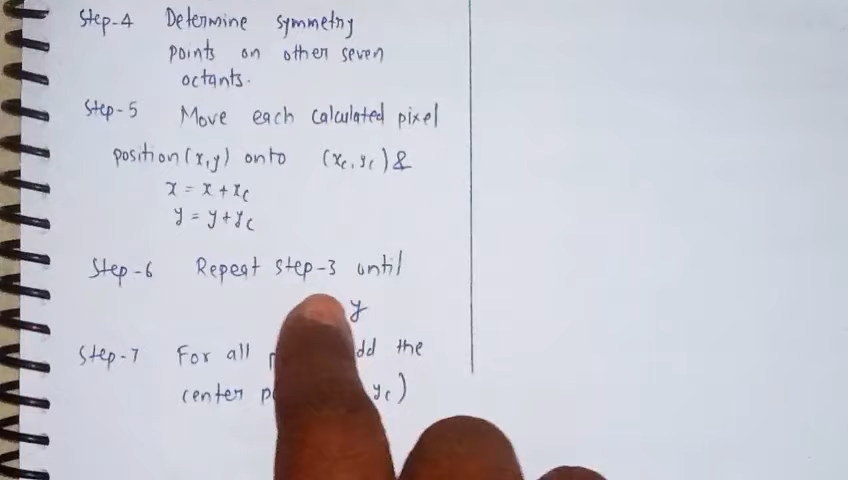 Step-4 Determine symmetry
points on other seven
octants.
Step-5 Move each calculated pixel
position (x,y) onto (xc, yc) &
x = x + xc
y = y + yc
Step-6 Repeat step-3 until
y
Step-7 For all dd the
center yc)